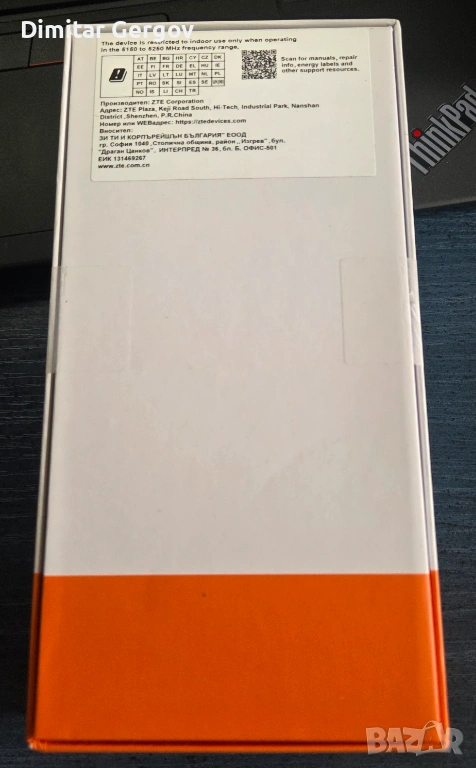 Dimitar Gergov
The device is restricted to indoor use only when operating
in the 5150 to 5250 MHz frequency range.
AT BE BG HR CY CZ DK
EE FI FR DE EL HU IE
IT LV LT LU MT NL PL
PT RO SK SI ES SE UK(NI)
NO IS LI CH TR
Scan for manuals, repair
info, energy labels and
other support resources.
Производител: ZTE Corporation
Адрес: ZTE Plaza, Keji Road South, Hi-Tech, Industrial Park, Nanshan
District ,Shenzhen, P.R.China
Номер или WEBадрес: https://ztedevices.com
Вносител:
ЗИ ТИ И КОРПЪРЕЙШЪН БЪЛГАРИЯ" ЕООД
гр. София 1040 ,Столична община, район „Изгрев",бул.
"Драган Цанков", ИНТЕРПРЕД № 36, бл. Б, ОФИС-501
ЕИК 131469267
www.zte.com.cn
ThinkPad
BAZAR.BG